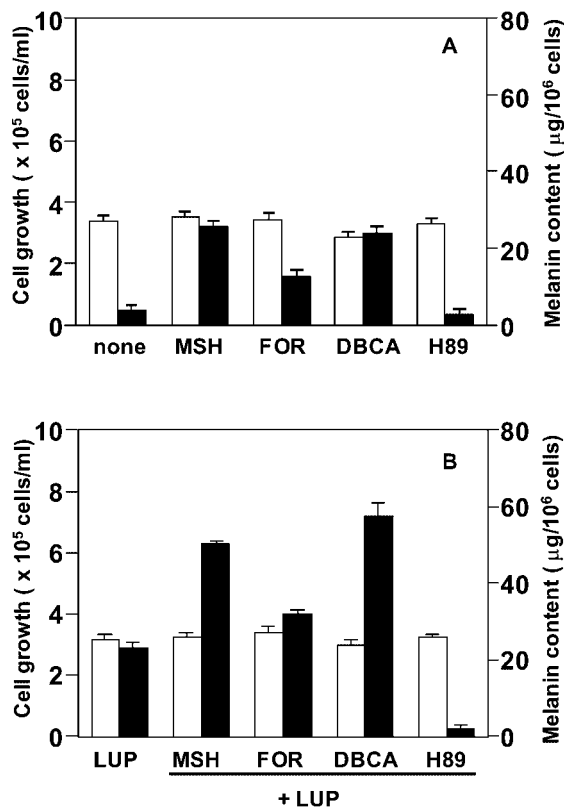 A
10
8
6
4
2
0
Cell growth ( x 10⁵ cells/ml)
80
60
40
20
0
Melanin content ( μg/10⁶ cells)
none MSH FOR DBCA H89
B
10
8
6
4
2
0
Cell growth ( x 10⁵ cells/ml)
80
60
40
20
0
Melanin content ( μg/10⁶ cells)
LUP MSH FOR DBCA H89
+ LUP